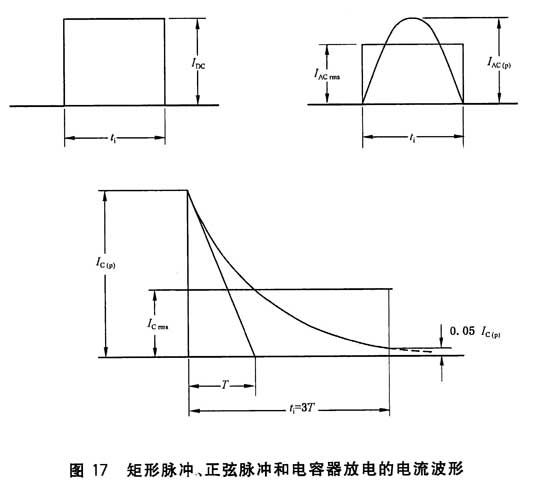 I_DC
t_i
I_AC rms
I_AC(p)
t_i
I_C(p)
I_C rms
0.05 I_C(p)
T
t_i=3T
图 17 矩形脉冲、正弦脉冲和电容器放电的电流波形